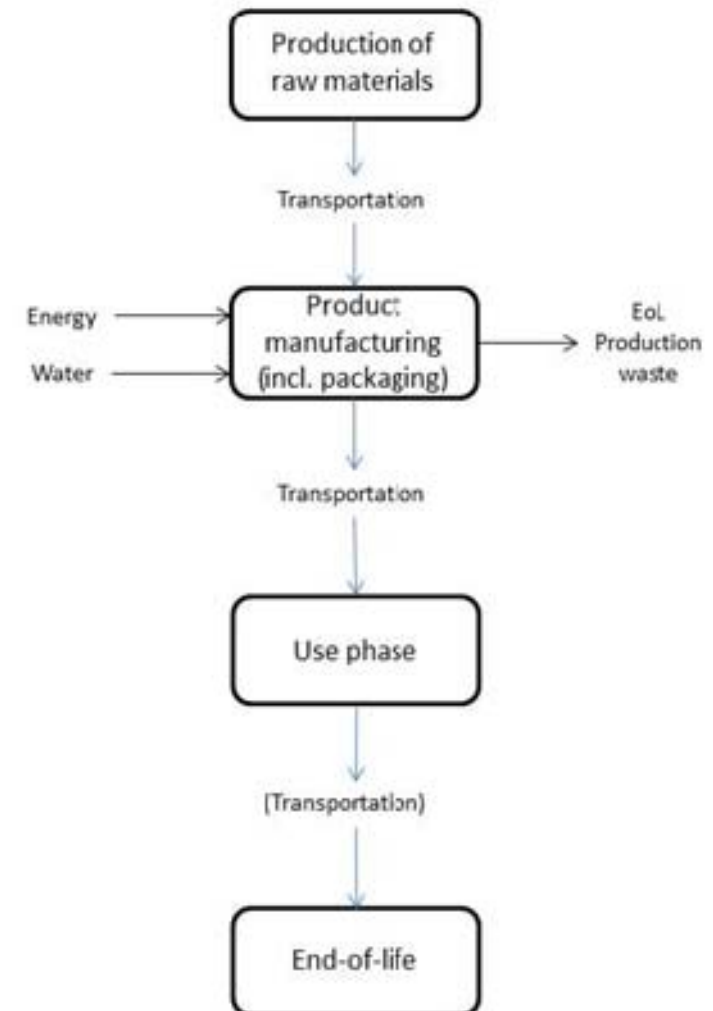 Production of
raw materials
Transportation
Energy
Water
Product
manufacturing
(incl. packaging)
EoL
Production
waste
Transportation
Use phase
(Transportation)
End-of-life